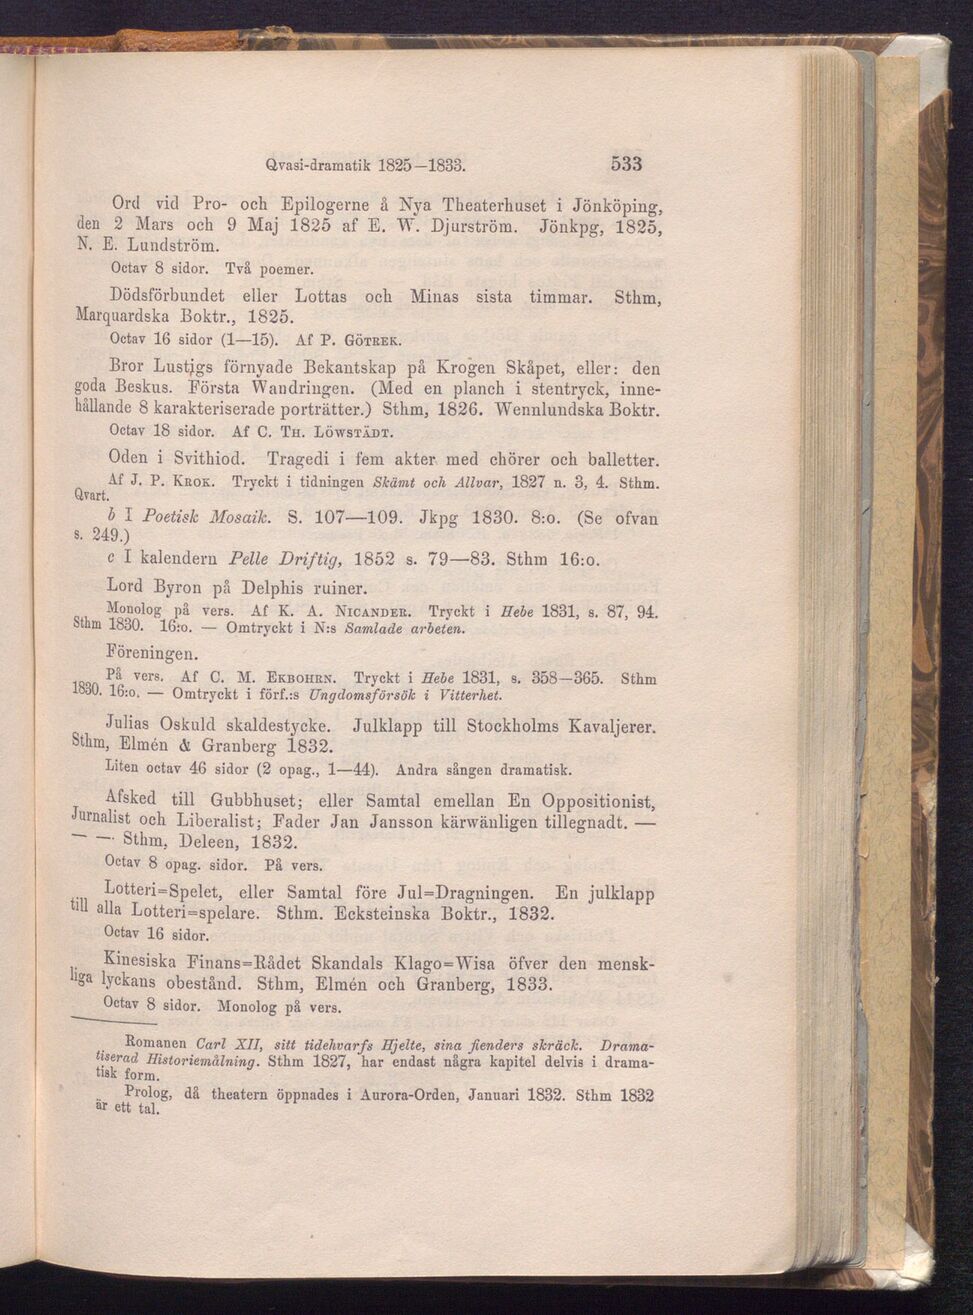 Qvasi-dramatik 1825—1833. 533
Ord vid Pro- och Epilogerne å Nya Theaterhuset i Jönköping,
den 2 Mars och 9 Maj 1825 af E. W. Djurström. Jönkpg, 1825,
N. E. Lundström.
Octav 8 sidor. Två poemer.
Dödsförbundet eller Lottas och Minas sista timmar. Sthm,
Marquardska Boktr., 1825.
Octav 16 sidor (1—15). Af P. GÖTREK.
Bror Lustigs förnyade Bekantskap på Krogen Skåpet, eller: den
goda Beskus. Första Wandringen. (Med en planch i stentryck, inne-
hållande 8 karakteriserade porträtter.) Sthm, 1826. Wennlundska Boktr.
Octav 18 sidor. Af C. TH. LÖWSTÄDT.
Oden i Svithiod. Tragedi i fem akter med chörer och balletter.
Af J. P. KROK. Tryckt i tidningen Skämt och Allvar, 1827 n. 3, 4. Sthm.
Qvart.
b I Poetisk Mosaik. S. 107—109. Jkpg 1830. 8:o. (Se ofvan
s. 249.)
c I kalendern Pelle Driftig, 1852 s. 79—83. Sthm 16:o.
Lord Byron på Delphis ruiner.
Monolog på vers. Af K. A. NICANDER. Tryckt i Hebe 1831, s. 87, 94.
Sthm 1830. 16:o. — Omtryckt i N:s Samlade arbeten.
Föreningen.
På vers. Af C. M. EKBOHRN. Tryckt i Hebe 1831, s. 358—365. Sthm
1830. 16:o. — Omtryckt i förf.:s Ungdomsförsök i Vitterhet.
Julias Oskuld skaldestycke. Julklapp till Stockholms Kavaljerer.
Sthm, Elmén & Granberg 1832.
Liten octav 46 sidor (2 opag., 1—44). Andra sången dramatisk.
Afsked till Gubbhuset; eller Samtal emellan En Oppositionist,
Jurnalist och Liberalist; Fader Jan Jansson kärwänligen tillegnadt. —
— — Sthm, Deleen, 1832.
Octav 8 opag. sidor. På vers.
Lotteri=Spelet, eller Samtal före Jul=Dragningen. En julklapp
till alla Lotteri=spelare. Sthm. Ecksteinska Boktr., 1832.
Octav 16 sidor.
Kinesiska Finans=Rådet Skandals Klago=Wisa öfver den mensk-
liga lyckans obestånd. Sthm, Elmén och Granberg, 1833.
Octav 8 sidor. Monolog på vers.
Romanen Carl XII, sitt tidehvarfs Hjelte, sina fienders skräck. Drama-
tiserad Historiemålning. Sthm 1827, har endast några kapitel delvis i drama-
tisk form.
Prolog, då theatern öppnades i Aurora-Orden, Januari 1832. Sthm 1832
är ett tal.